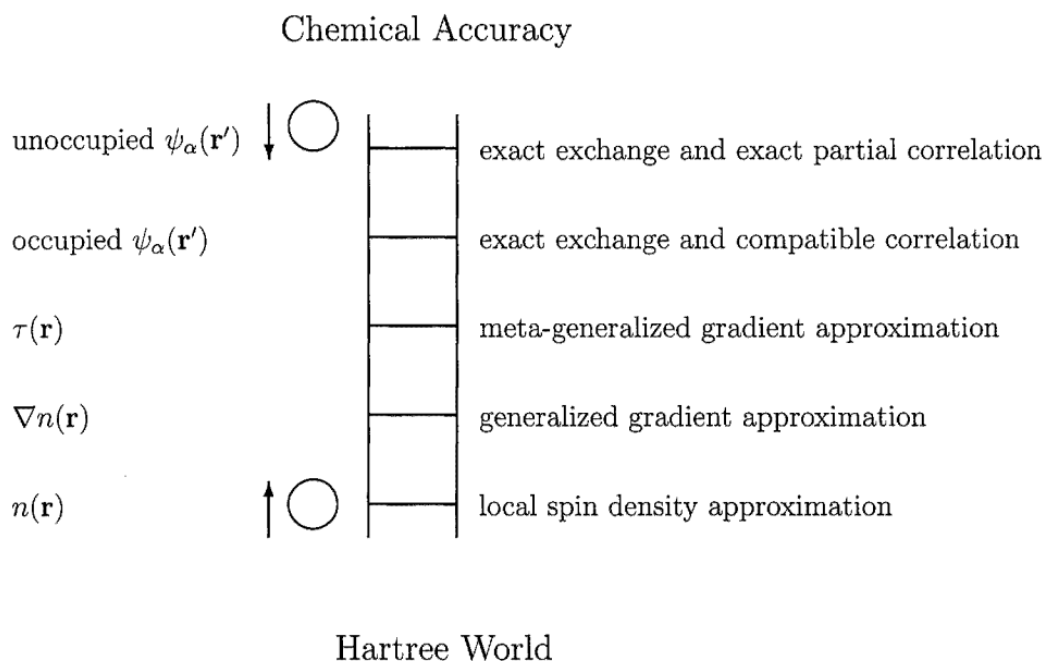 Chemical Accuracy
unoccupied ψ_α(r′) exact exchange and exact partial correlation
occupied ψ_α(r′) exact exchange and compatible correlation
τ(r) meta-generalized gradient approximation
∇n(r) generalized gradient approximation
n(r) local spin density approximation
Hartree World